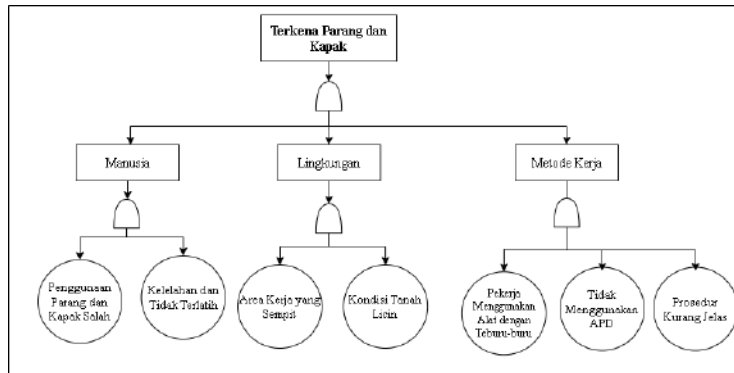 Terkena Parang dan
Kapak
Manusia
Lingkungan
Metode Kerja
Penggunaan
Parang dan
Kapak Salah
Kelelahan dan
Tidak Terlatih
Area Kerja yang
Sempit
Kondisi Tanah
Licin
Pekerja
Menggunakan
Alat dengan
Teburu-buru
Tidak
Menggunakan
APD
Prosedur
Kurang Jelas